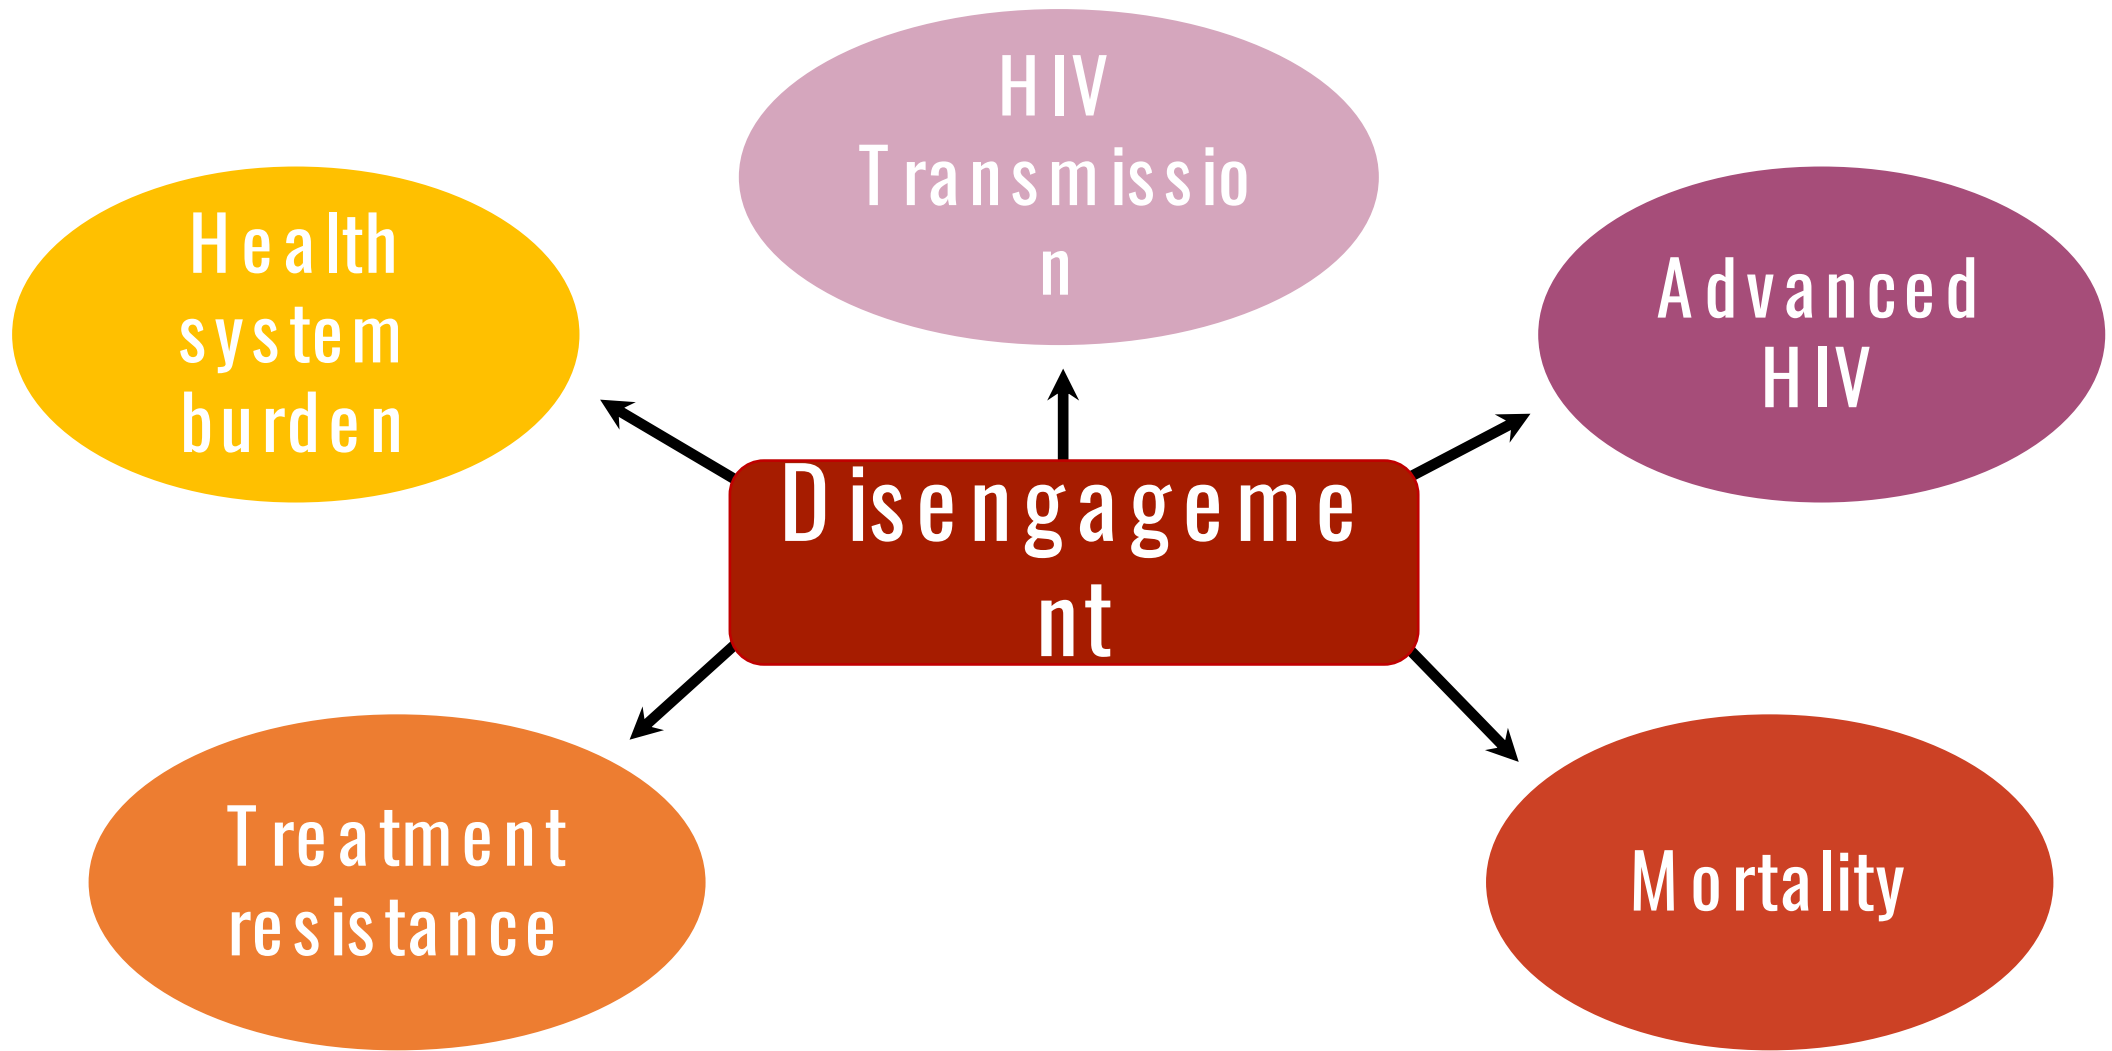 HIV
Transmissio
n
Health
system
burden
Advanced
HIV
Disengageme
nt
Treatment
resistance
Mortality